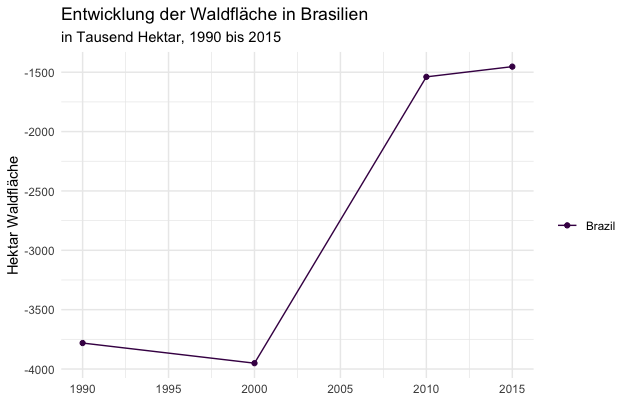 Entwicklung der Waldfläche in Brasilien
in Tausend Hektar, 1990 bis 2015
Hektar Waldfläche
-1500
-2000
-2500
-3000
-3500
-4000
1990 1995 2000 2005 2010 2015
Brazil